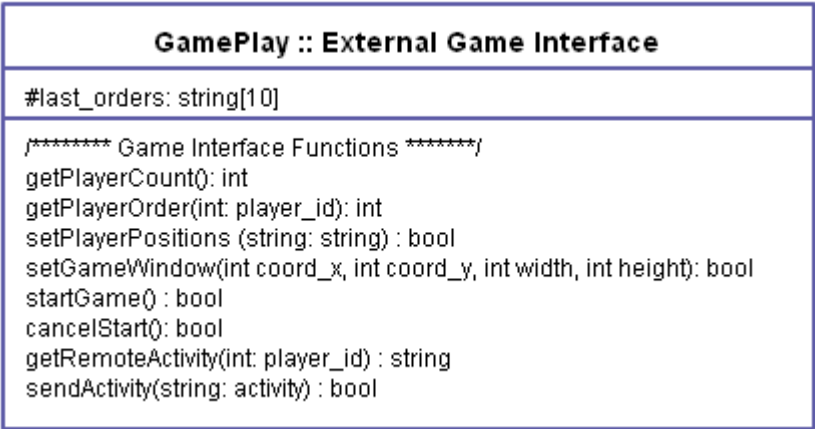 GamePlay :: External Game Interface
#last_orders: string[10]
/******** Game Interface Functions *******/
getPlayerCount(): int
getPlayerOrder(int: player_id): int
setPlayerPositions (string: string) : bool
setGameWindow(int coord_x, int coord_y, int width, int height): bool
startGame() : bool
cancelStart(): bool
getRemoteActivity(int: player_id) : string
sendActivity(string: activity) : bool